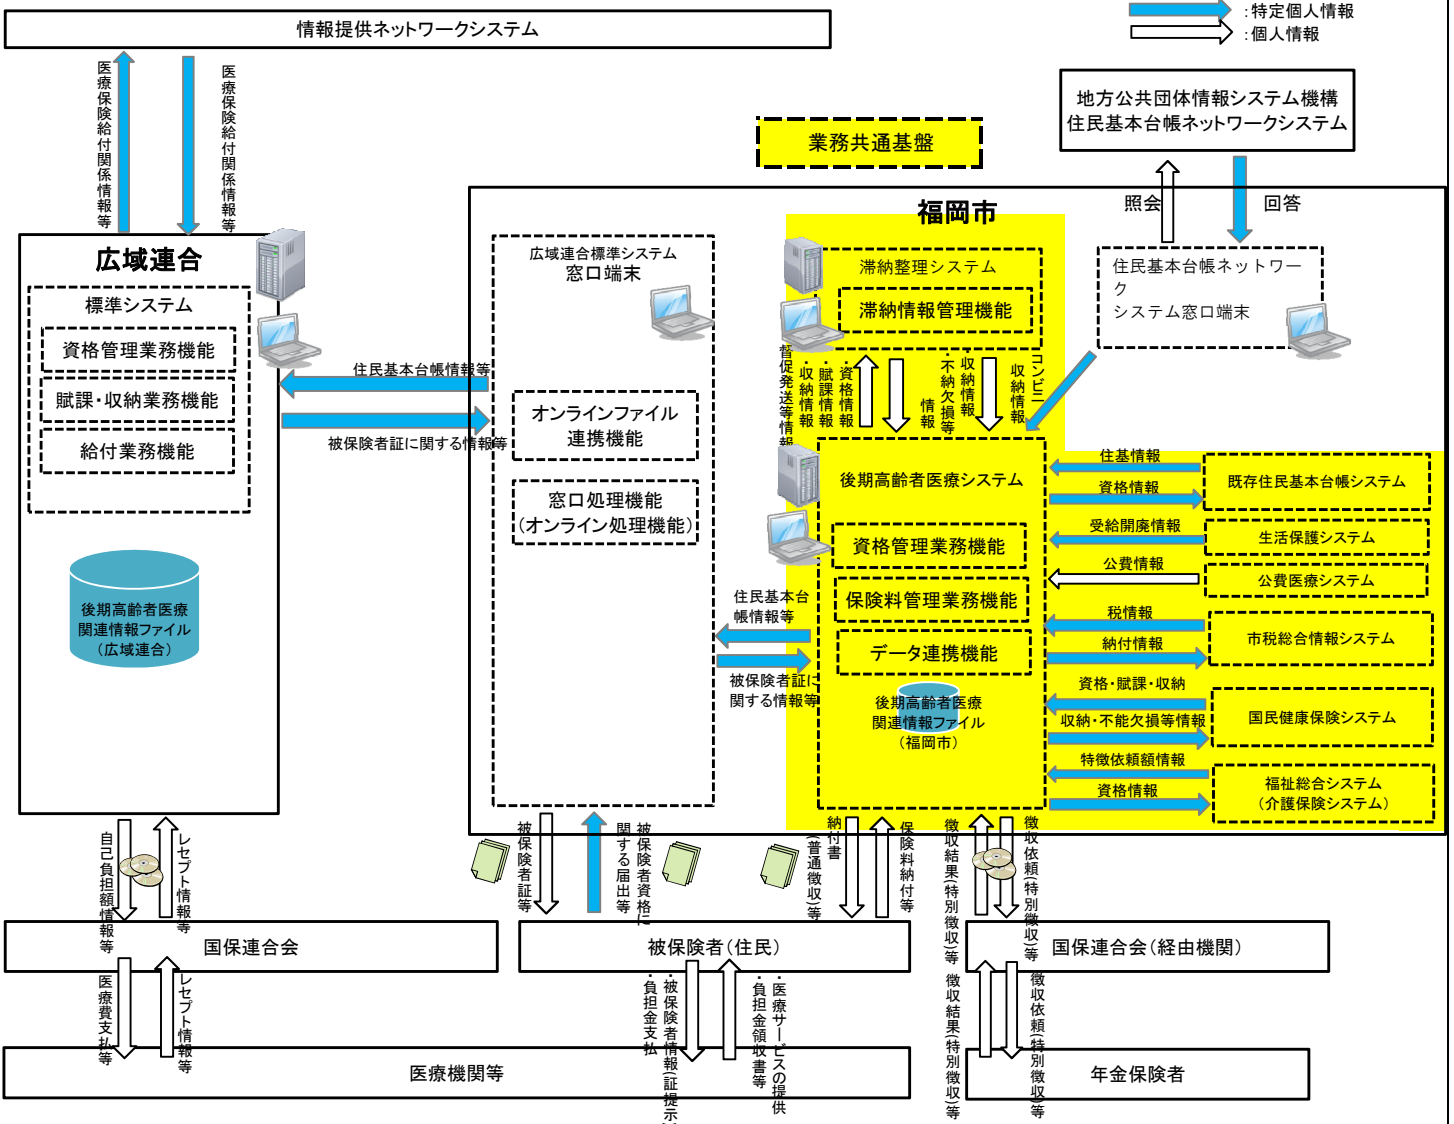 情報提供ネットワークシステム
:特定個人情報
:個人情報
医療保険給付関係情報等
医療保険給付関係情報等
地方公共団体情報システム機構
住民基本台帳ネットワークシステム
業務共通基盤
照会
回答
福岡市
広域連合
標準システム
資格管理業務機能
賦課・収納業務機能
給付業務機能
後期高齢者医療
関連情報ファイル
（広域連合）
住民基本台帳情報等
被保険者証に関する情報等
広域連合標準システム
窓口端末
オンラインファイル
連携機能
窓口処理機能
（オンライン処理機能）
滞納整理システム
滞納情報管理機能
住民基本台帳ネットワー
ク
システム窓口端末
督促発送等情報
・収納情報
・賦課情報
・資格情報
情報
・不納欠損等
・収納情報
コンビニ
収納情報
後期高齢者医療システム
資格管理業務機能
保険料管理業務機能
データ連携機能
後期高齢者医療
関連情報ファイル
（福岡市）
住民基本台
帳情報等
被保険者証に
関する情報等
住基情報
資格情報
既存住民基本台帳システム
受給開廃情報
生活保護システム
公費情報
公費医療システム
税情報
納付情報
市税総合情報システム
資格・賦課・収納
収納・不能欠損等情報
国民健康保険システム
特徴依頼額情報
資格情報
福祉総合システム
（介護保険システム）
自己負担額情報等
レセプト情報等
被保険者証等
被保険者資格に
関する届出等
納付書
(普通徴収)等
保険料納付等
徴収結果(特別徴収)等
徴収依頼(特別徴収)等
国保連合会
被保険者（住民）
国保連合会（経由機関）
医療費支払等
レセプト情報等
・被保険者情報(証提示
・負担金支払
・医療サービスの提供
・負担金領収書等
徴収結果(特別徴収)等
徴収依頼(特別徴収)等
医療機関等
年金保険者